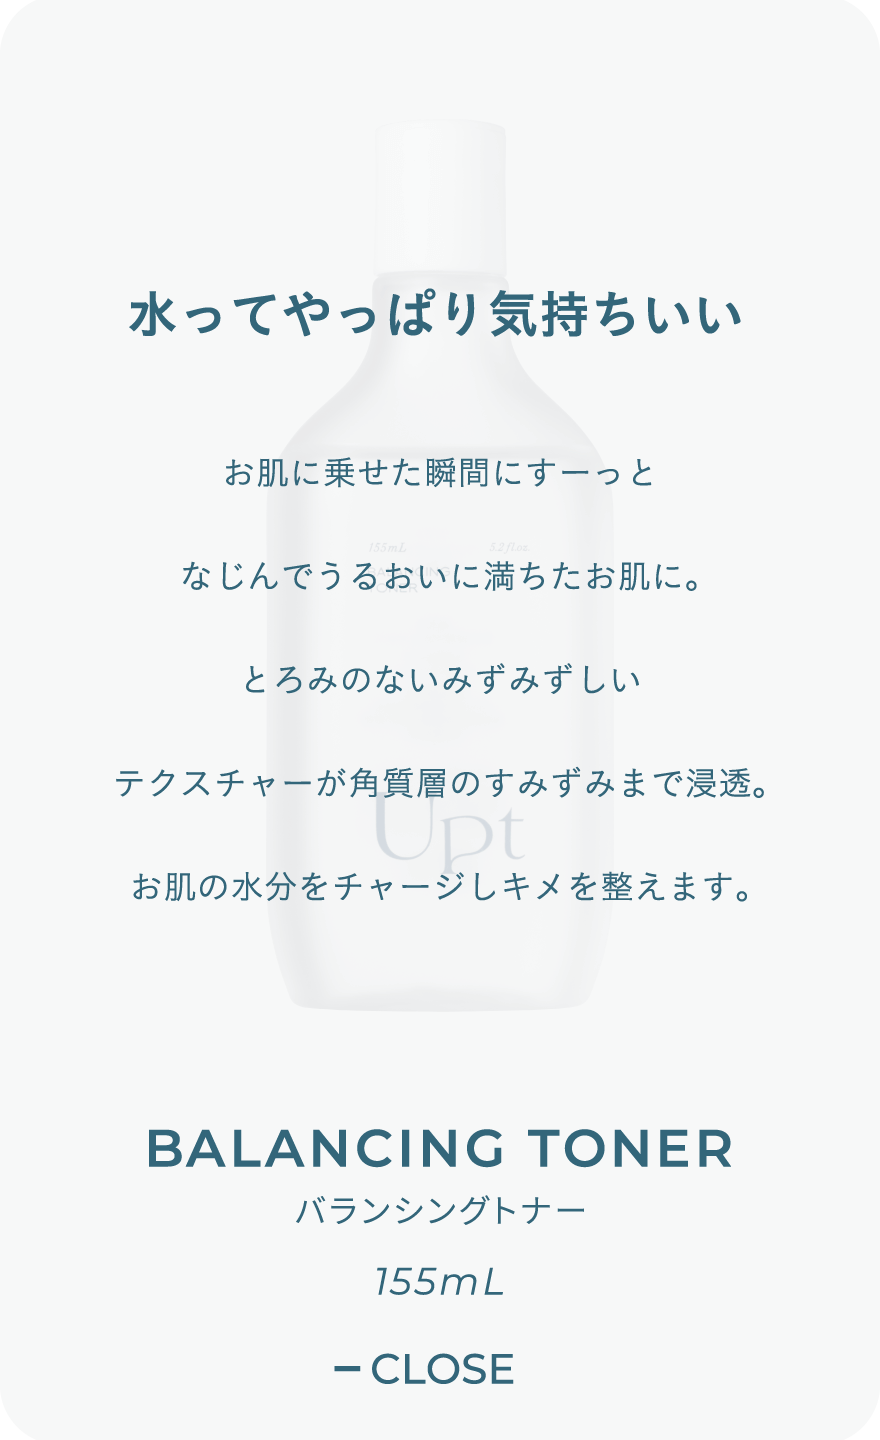 水ってやっぱり気持ちいい
お肌に乗せた瞬間にすーっと
155mL 5.2 fl.oz.
BALANCING
TONER
なじんでうるおいに満ちたお肌に。
とろみのないみずみずしい
テクスチャーが角質層のすみずみまで浸透。
Upt
お肌の水分をチャージしキメを整えます。
BALANCING TONER
バランシングトナー
155mL
CLOSE